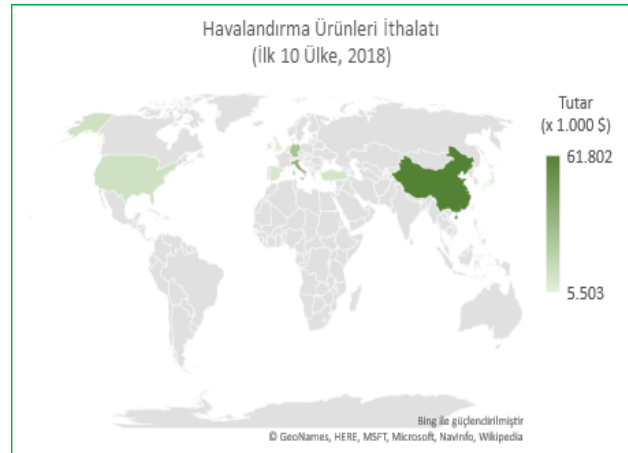 Havalandırma Ürünleri İthalatı
(İlk 10 Ülke, 2018)
Tutar
(x 1.000 $)
61.802
5.503
Bing ile güçlendirilmiştir
© GeoNames, HERE, MSFT, Microsoft, NavInfo, Wikipedia